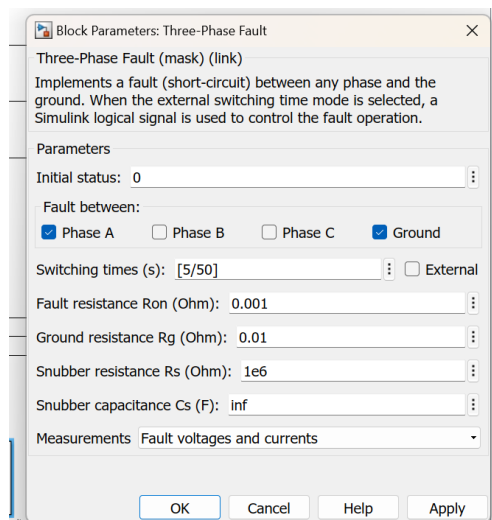 Block Parameters: Three-Phase Fault
Three-Phase Fault (mask) (link)
Implements a fault (short-circuit) between any phase and the
ground. When the external switching time mode is selected, a
Simulink logical signal is used to control the fault operation.
Parameters
Initial status: 0
Fault between:
Phase A Phase B Phase C Ground
Switching times (s): [5/50] External
Fault resistance Ron (Ohm): 0.001
Ground resistance Rg (Ohm): 0.01
Snubber resistance Rs (Ohm): 1e6
Snubber capacitance Cs (F): inf
Measurements Fault voltages and currents
OK Cancel Help Apply